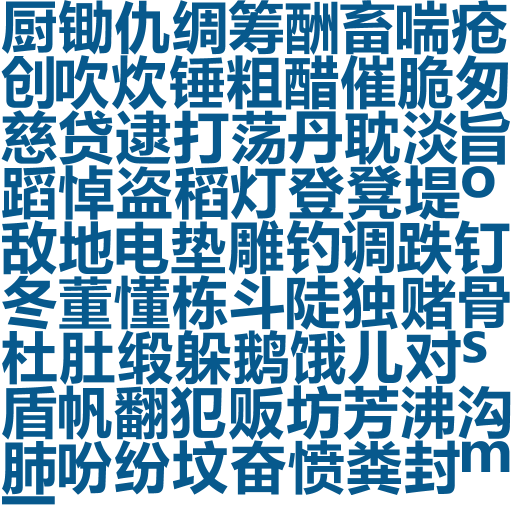 厨锄仇绸筹酬畜喘疮
创吹炊锤粗醋催脆匆
慈贷逮打荡丹耽淡旨
蹈悼盗稻灯登凳堤º
敌地电垫雕钓调跌钉
冬董懂栋斗陡独赌骨
杜肚缎躲鹅饿儿对ˢ
盾帆翻犯贩坊芳沸沟
肺吩纷坟奋愤粪封ᵐ